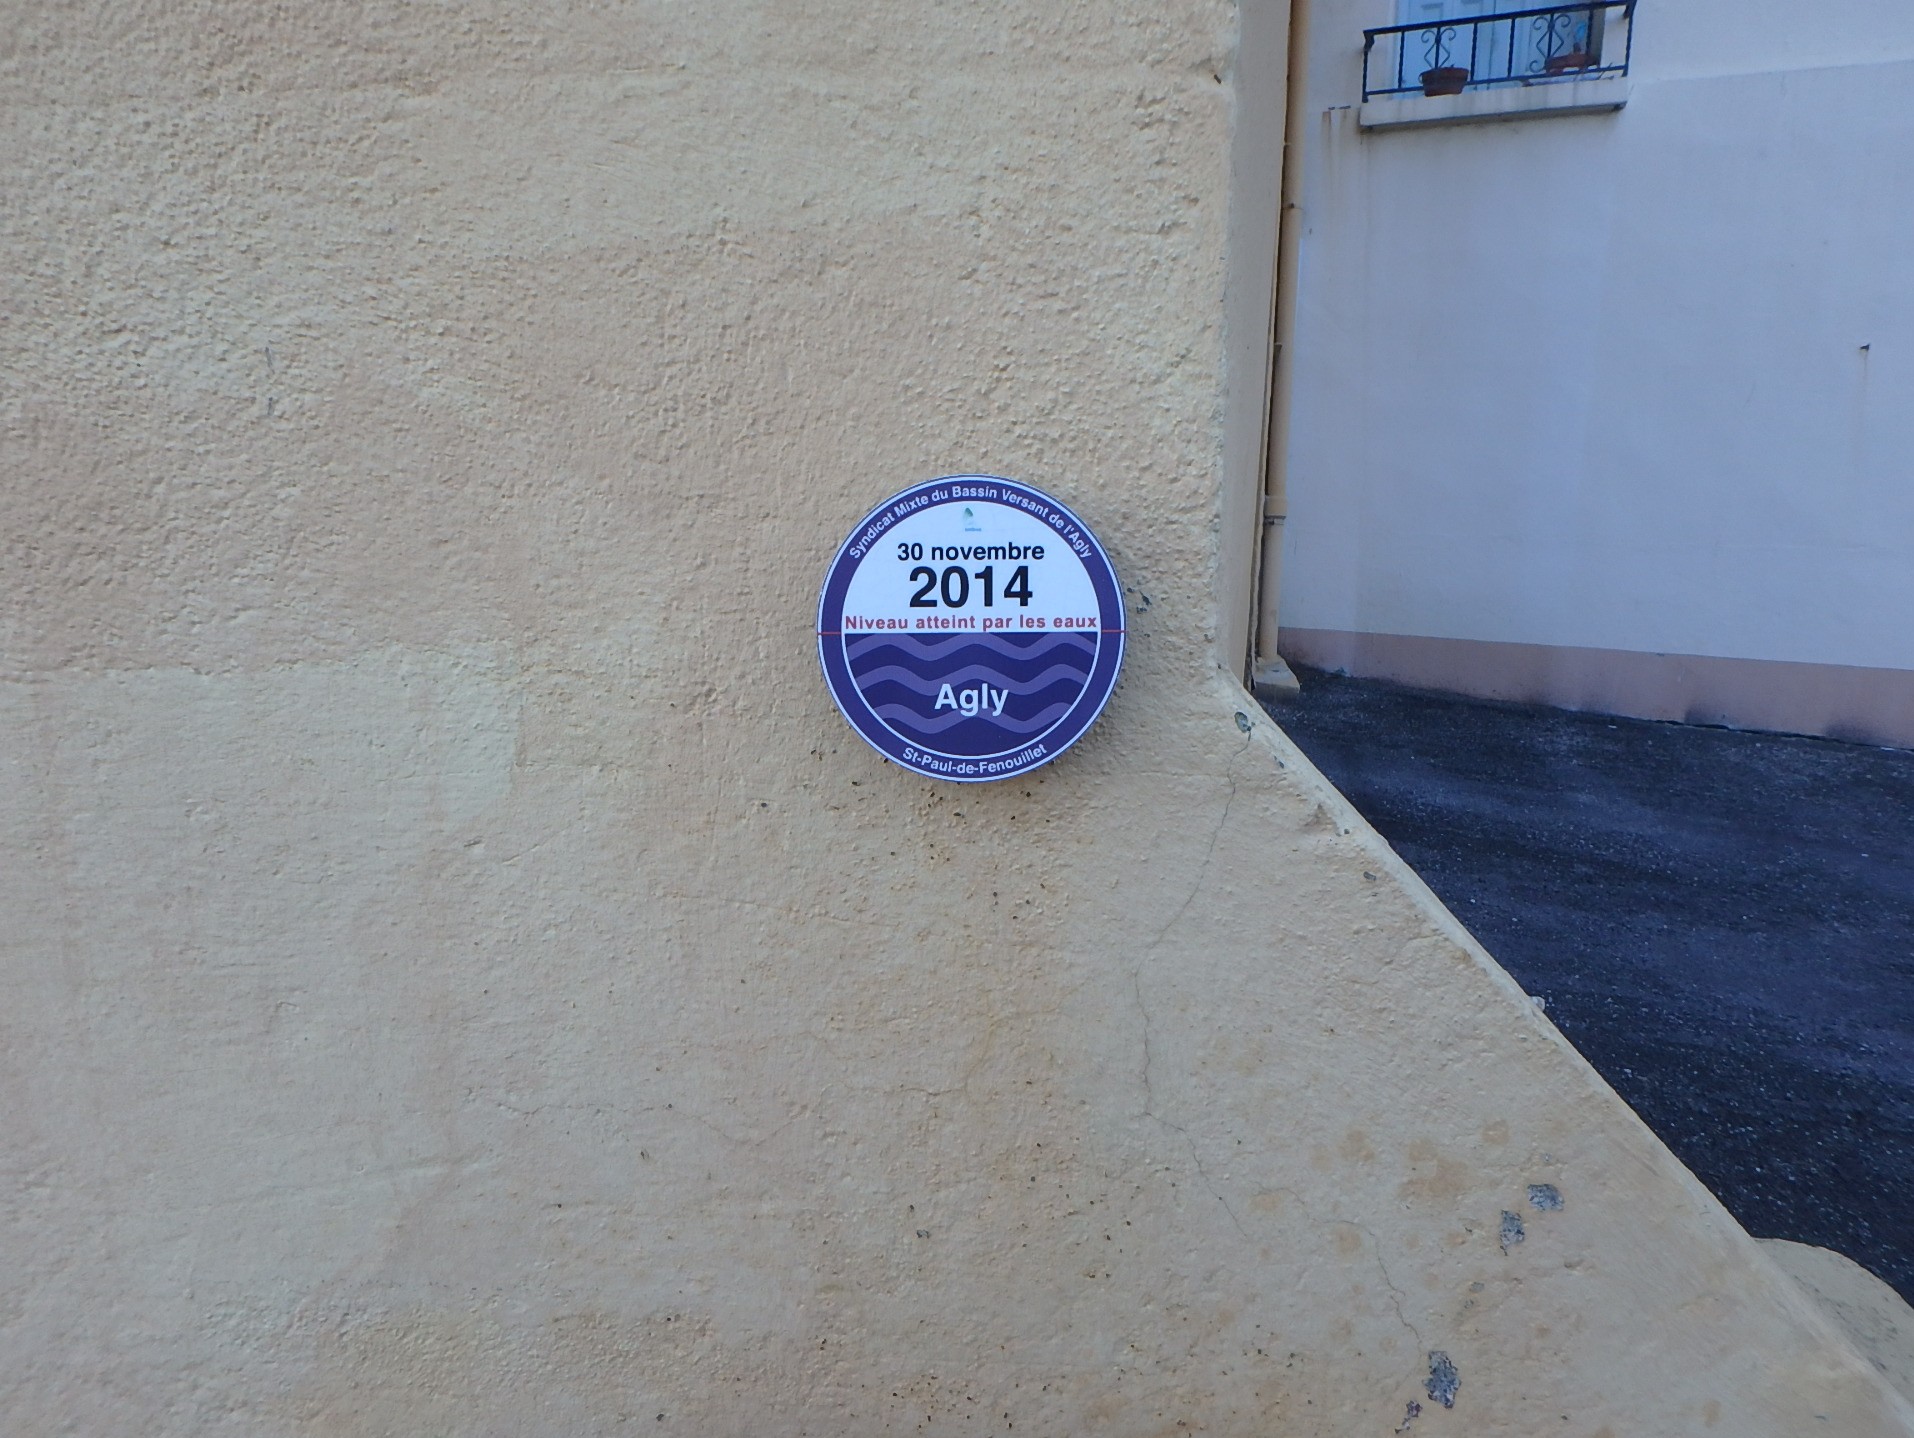 Syndicat Mixte du Bassin Versant de l'Agly
30 novembre
2014
Niveau atteint par les eaux
Agly
St-Paul-de-Fenouillet